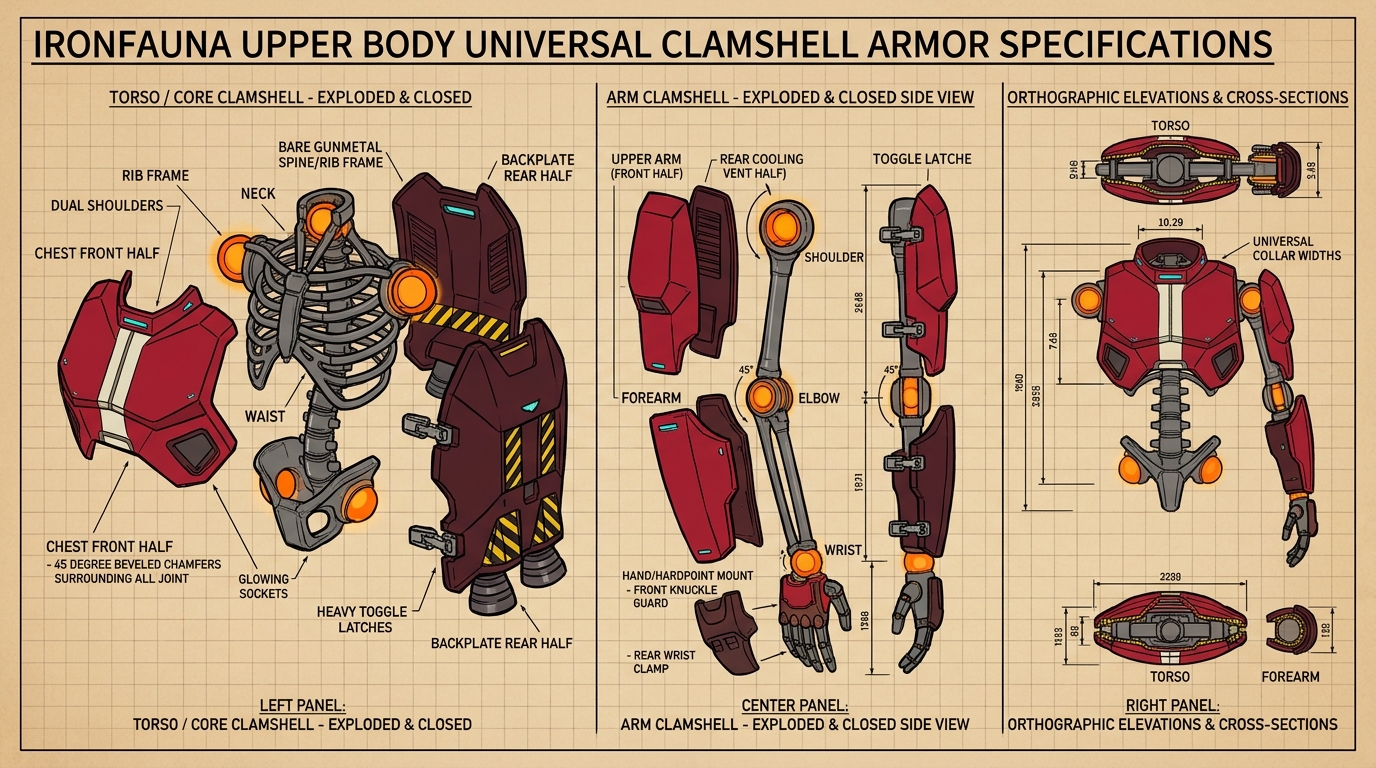 IRONFAUNA UPPER BODY UNIVERSAL CLAMSHELL ARMOR SPECIFICATIONS
TORSO / CORE CLAMSHELL - EXPLODED & CLOSED
BARE GUNMETAL
SPINE/RIB FRAME
BACKPLATE
REAR HALF
RIB FRAME
NECK
DUAL SHOULDERS
CHEST FRONT HALF
WAIST
CHEST FRONT HALF
- 45 DEGREE BEVELED CHAMFERS
SURROUNDING ALL JOINT
GLOWING
SOCKETS
HEAVY TOGGLE
LATCHES
BACKPLATE REAR HALF
LEFT PANEL:
TORSO / CORE CLAMSHELL - EXPLODED & CLOSED
ARM CLAMSHELL - EXPLODED & CLOSED SIDE VIEW
UPPER ARM
(FRONT HALF)
REAR COOLING
VENT HALF)
TOGGLE LATCHE
SHOULDER
45°
45°
FOREARM
ELBOW
WRIST
HAND/HARDPOINT MOUNT
- FRONT KNUCKLE
GUARD
- REAR WRIST
CLAMP
CENTER PANEL:
ARM CLAMSHELL - EXPLODED & CLOSED SIDE VIEW
ORTHOGRAPHIC ELEVATIONS & CROSS-SECTIONS
TORSO
10.29
UNIVERSAL
COLLAR WIDTHS
TORSO
FOREARM
RIGHT PANEL:
ORTHOGRAPHIC ELEVATIONS & CROSS-SECTIONS